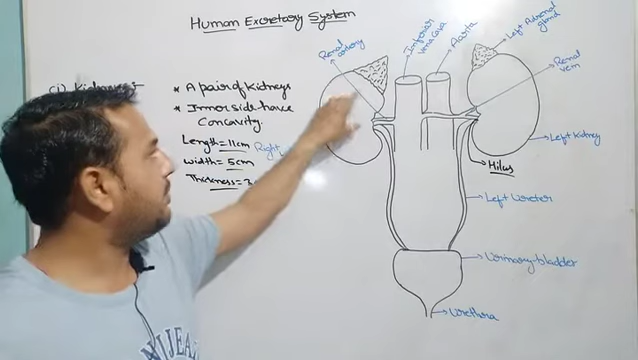 Human Excretory System
(1) Kidneys:-
* A pair of kidneys
* Inner side have
Concavity.
Length = 11cm
width = 5cm
Thickness = 3
Right
Renal artery
Inferior
vena cava
Aorta
Left Adrenal
gland
Renal
vein
Left Kidney
Hilus
Left Ureter
Urinary bladder
Urethra
NIJEA